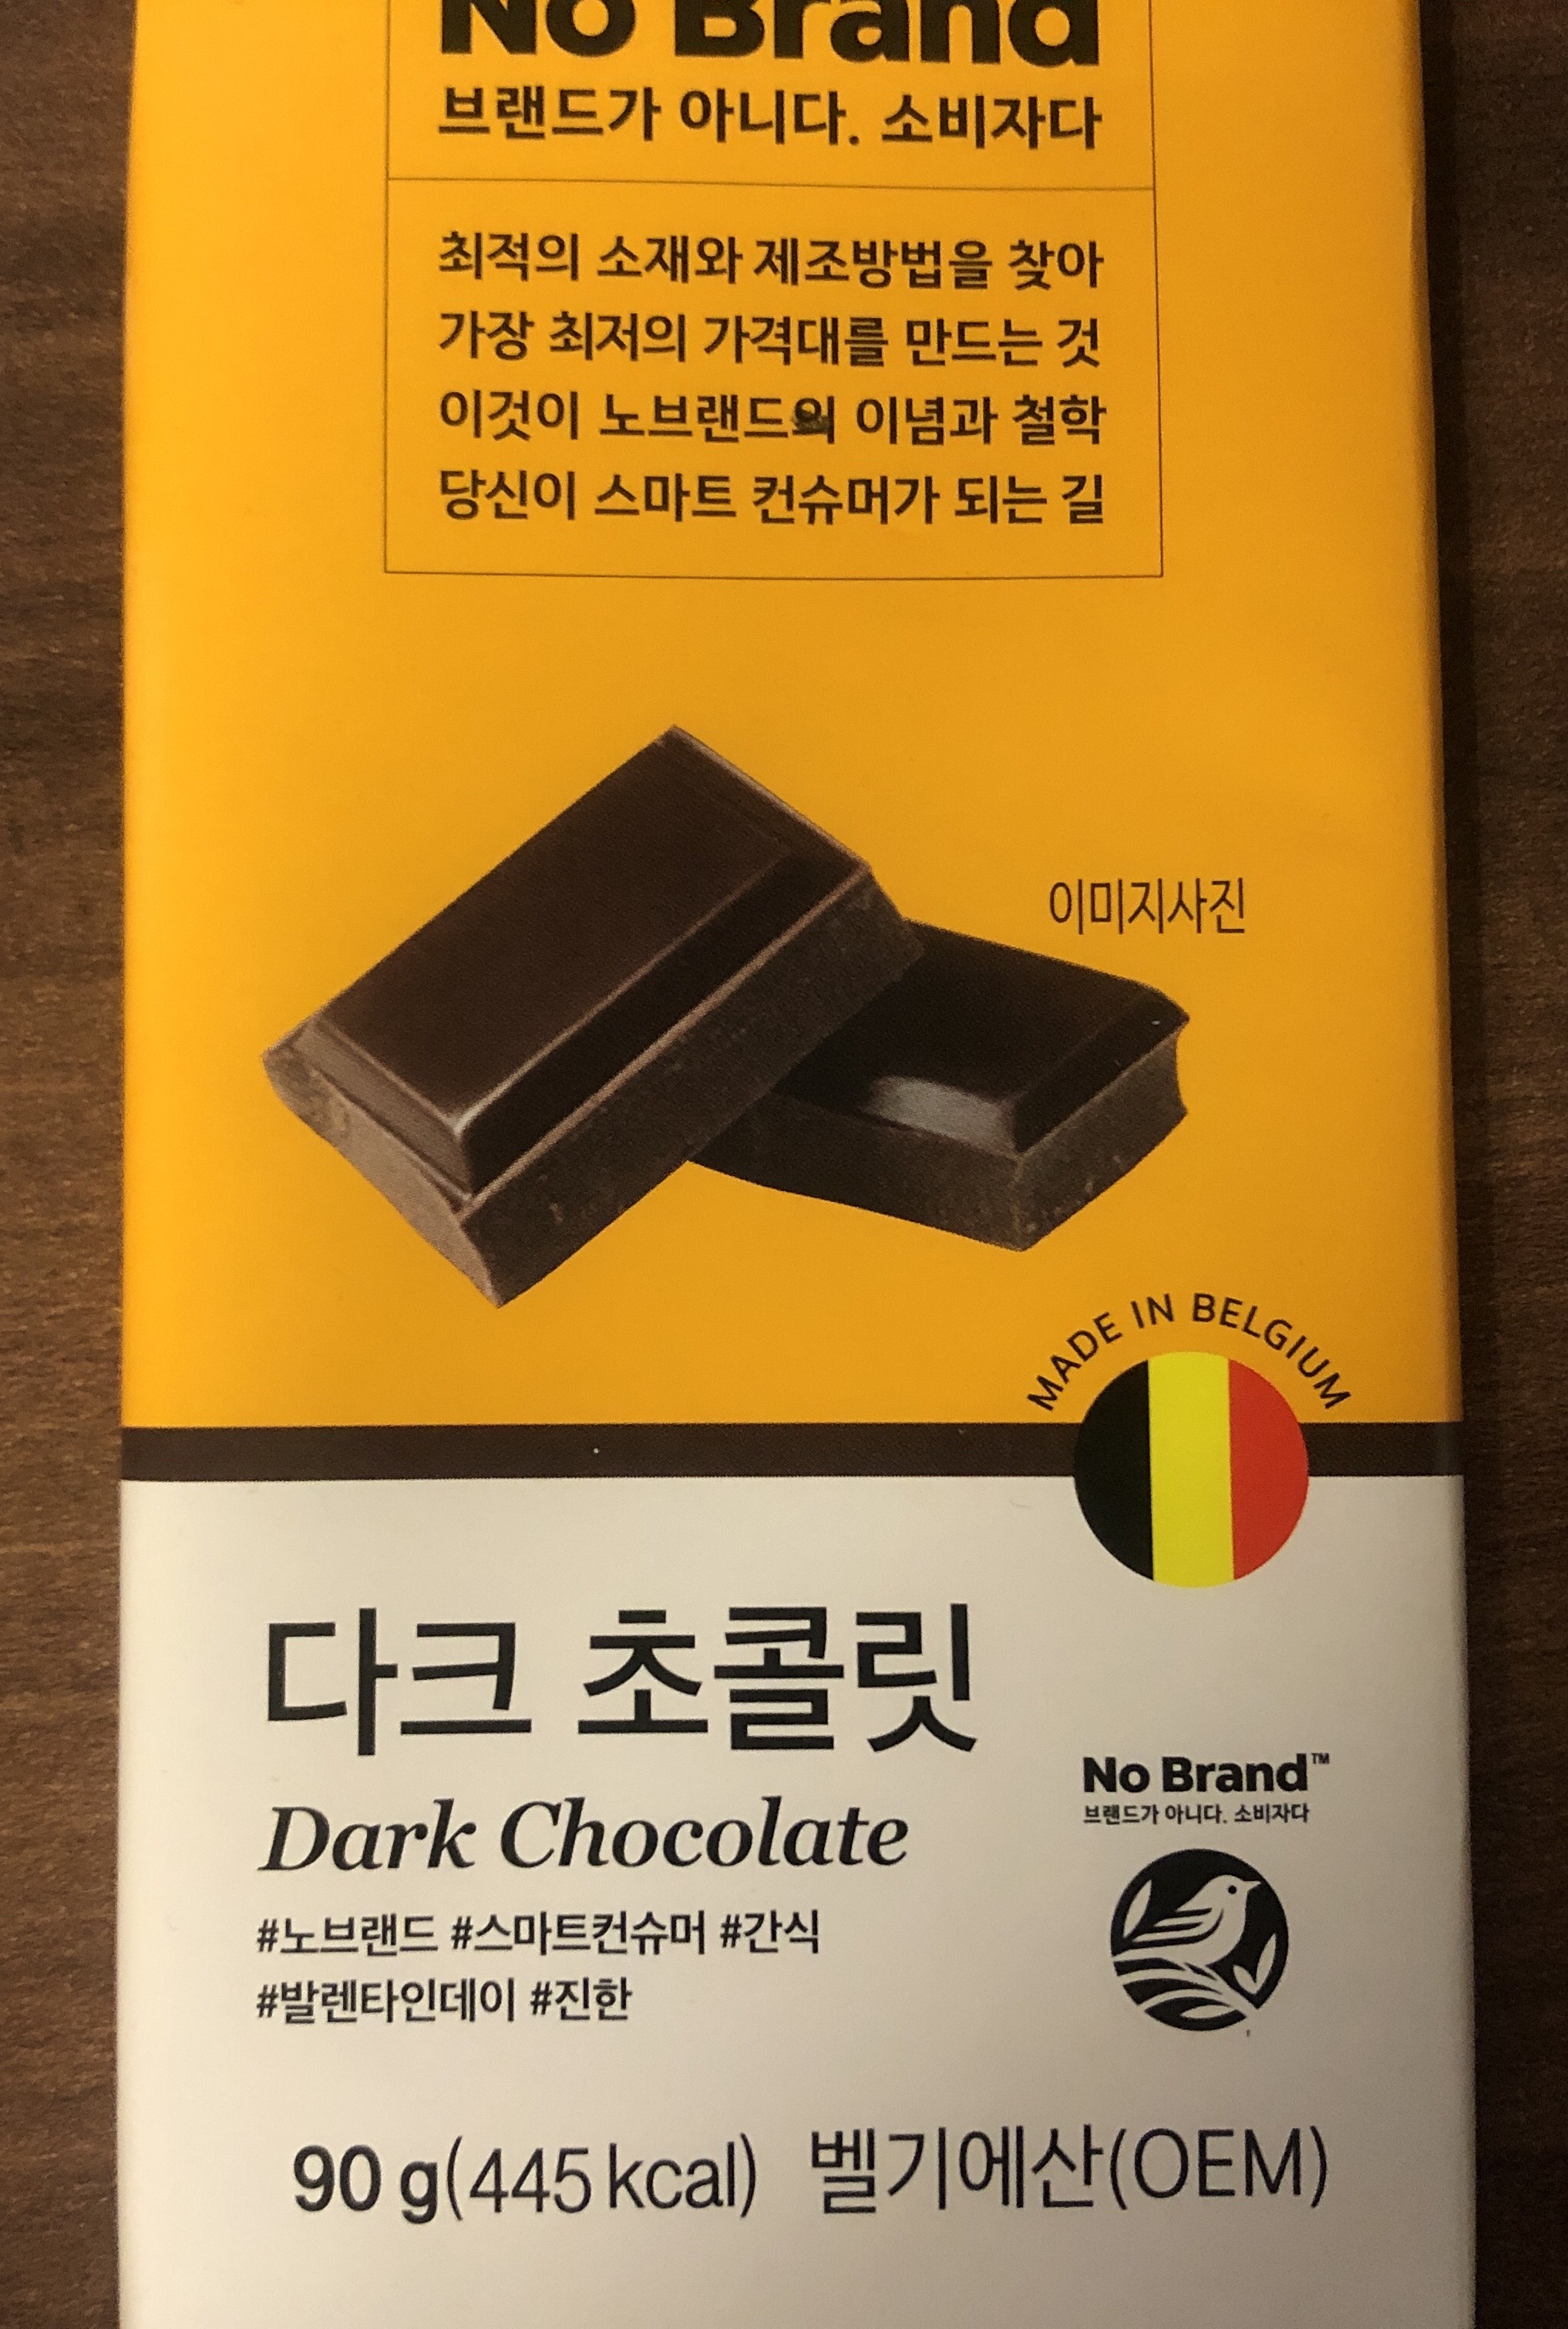 No Brand
브랜드가 아니다. 소비자다
최적의 소재와 제조방법을 찾아
가장 최저의 가격대를 만드는 것
이것이 노브랜드의 이념과 철학
당신이 스마트 컨슈머가 되는 길
이미지사진
MADE IN BELGIUM
다크 초콜릿
Dark Chocolate
#노브랜드 #스마트컨슈머 #간식
#발렌타인데이 #진한
No Brand™
브랜드가 아니다. 소비자다
90 g(445 kcal) 벨기에산(OEM)